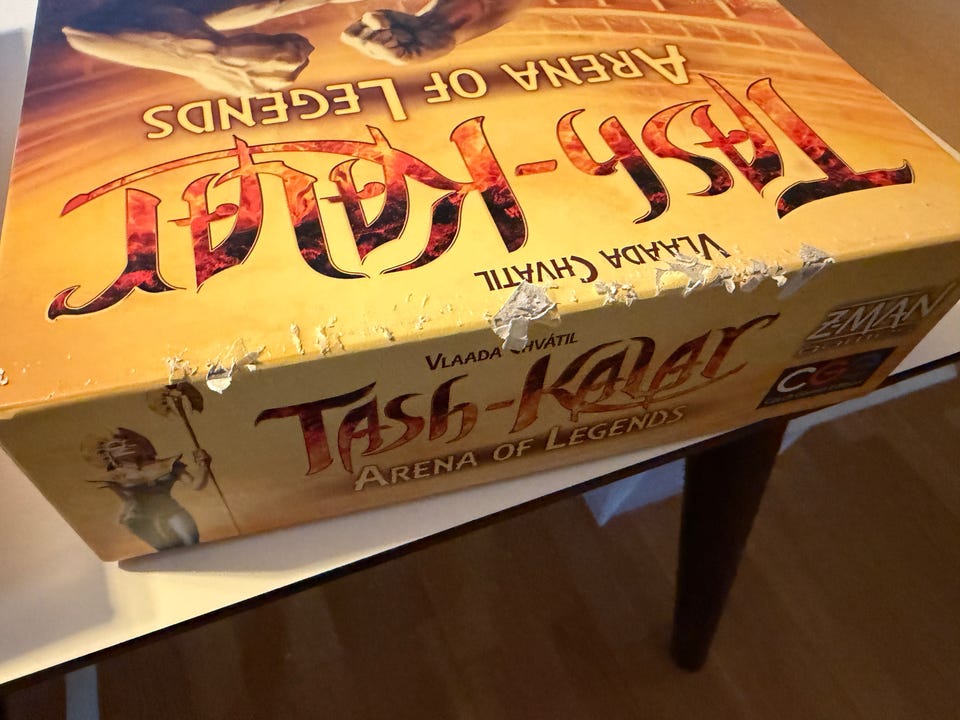 ARENA OF LEGENDS
TASH-KALAR
VLAADA CHVÁTIL
VLAADA CHVÁTIL
TASH-KALAR
ARENA OF LEGENDS
Z-MAN
CG